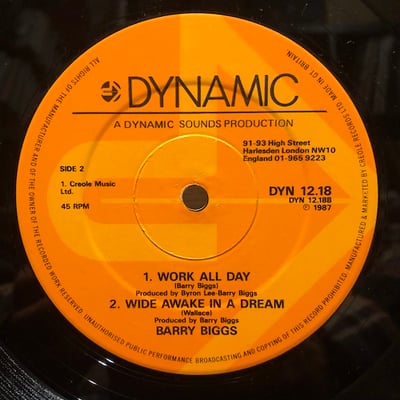 DYNAMIC
A DYNAMIC SOUNDS PRODUCTION
91-93 High Street
Harlesden London NW10
England 01-965 9223
SIDE 2
1. Creole Music
Ltd.
45 RPM
DYN 12.18
DYN 12.18B
℗ 1987
1. WORK ALL DAY
(Barry Biggs)
Produced by Byron Lee-Barry Biggs
2. WIDE AWAKE IN A DREAM
(Wallace)
Produced by Barry Biggs
BARRY BIGGS
ALL RIGHTS OF THE MANUFACTURER AND OF THE OWNER OF THE RECORDED WORK RESERVED. UNAUTHORISED PUBLIC PERFORMANCE BROADCASTING AND COPYING OF THIS RECORD PROHIBITED. MANUFACTURED & MARKETED BY CREOLE RECORDS LTD. MADE IN GT BRITAIN